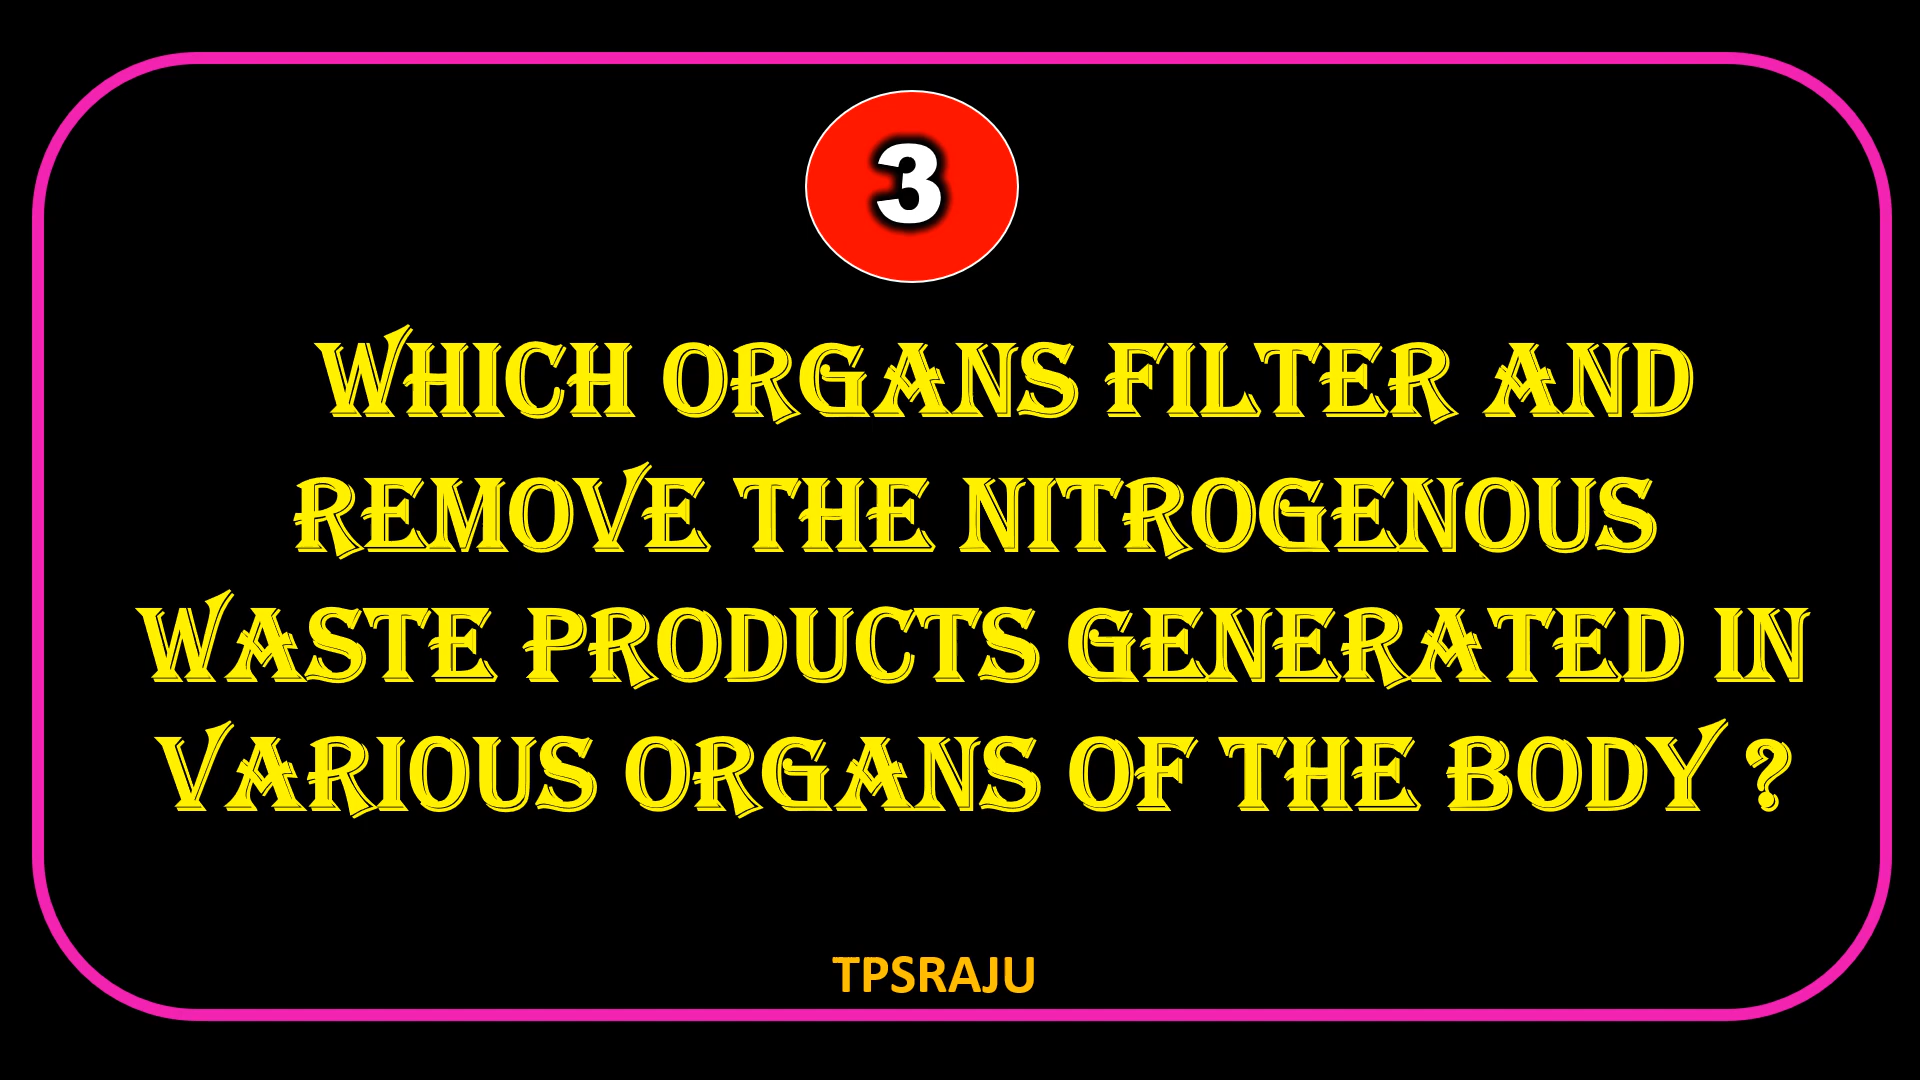 3
WHICH ORGANS FILTER AND
REMOVE THE NITROGENOUS
WASTE PRODUCTS GENERATED IN
VARIOUS ORGANS OF THE BODY ?
TPSRAJU